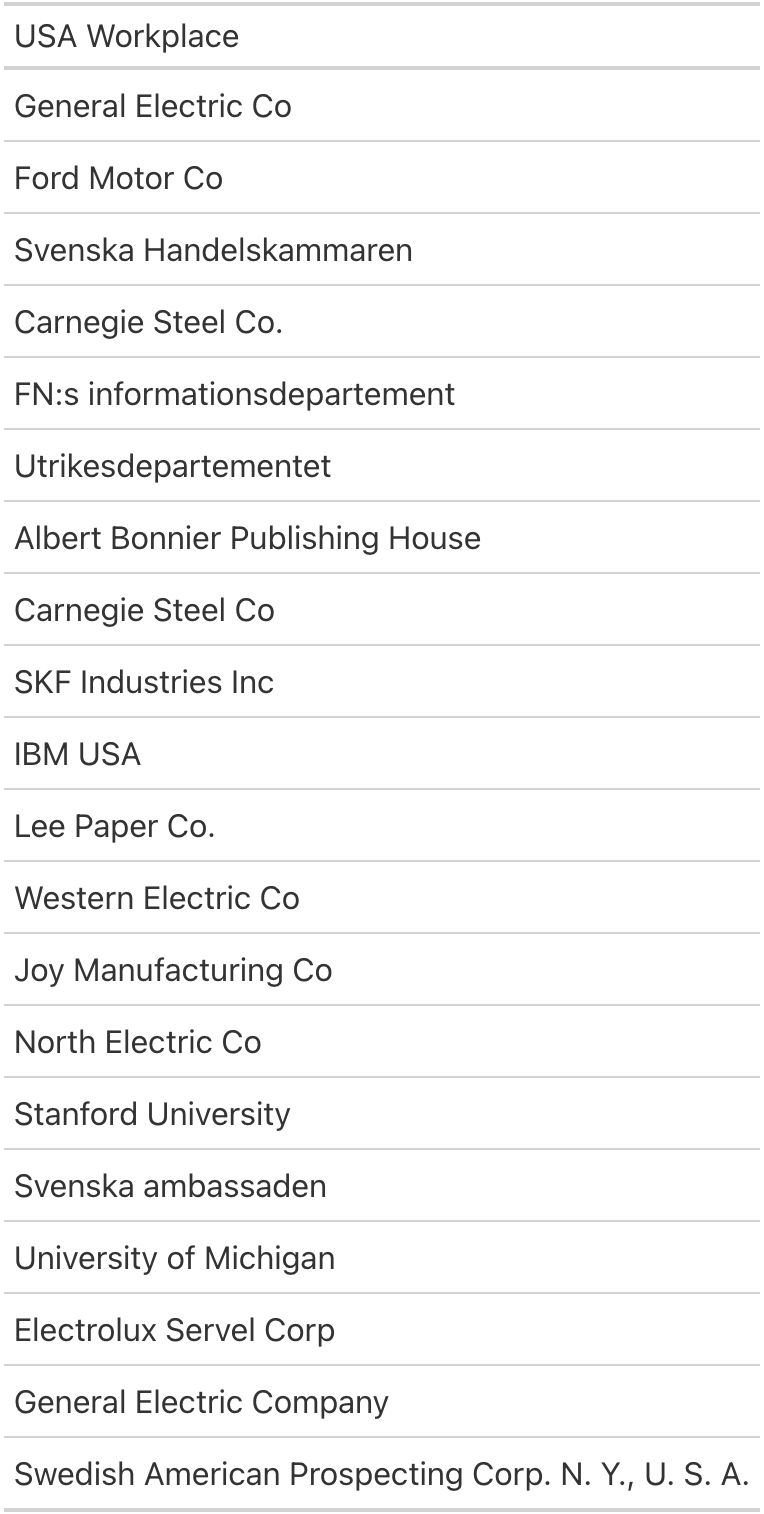 USA Workplace
General Electric Co
Ford Motor Co
Svenska Handelskammaren
Carnegie Steel Co.
FN:s informationsdepartement
Utrikesdepartementet
Albert Bonnier Publishing House
Carnegie Steel Co
SKF Industries Inc
IBM USA
Lee Paper Co.
Western Electric Co
Joy Manufacturing Co
North Electric Co
Stanford University
Svenska ambassaden
University of Michigan
Electrolux Servel Corp
General Electric Company
Swedish American Prospecting Corp. N. Y., U. S. A.